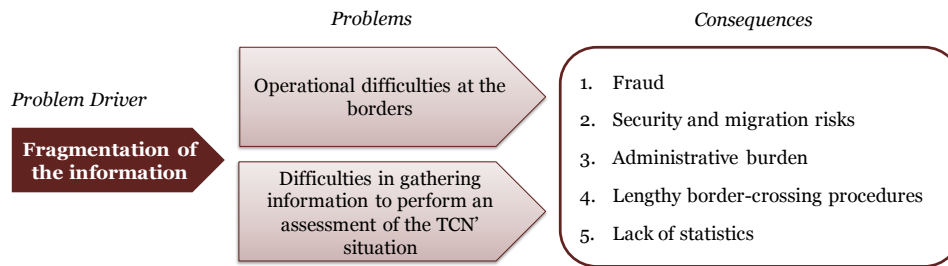 Problem Driver
Fragmentation of
the information
Problems
Operational difficulties at the
borders
Difficulties in gathering
information to perform an
assessment of the TCN'
situation
Consequences
1. Fraud
2. Security and migration risks
3. Administrative burden
4. Lengthy border-crossing procedures
5. Lack of statistics